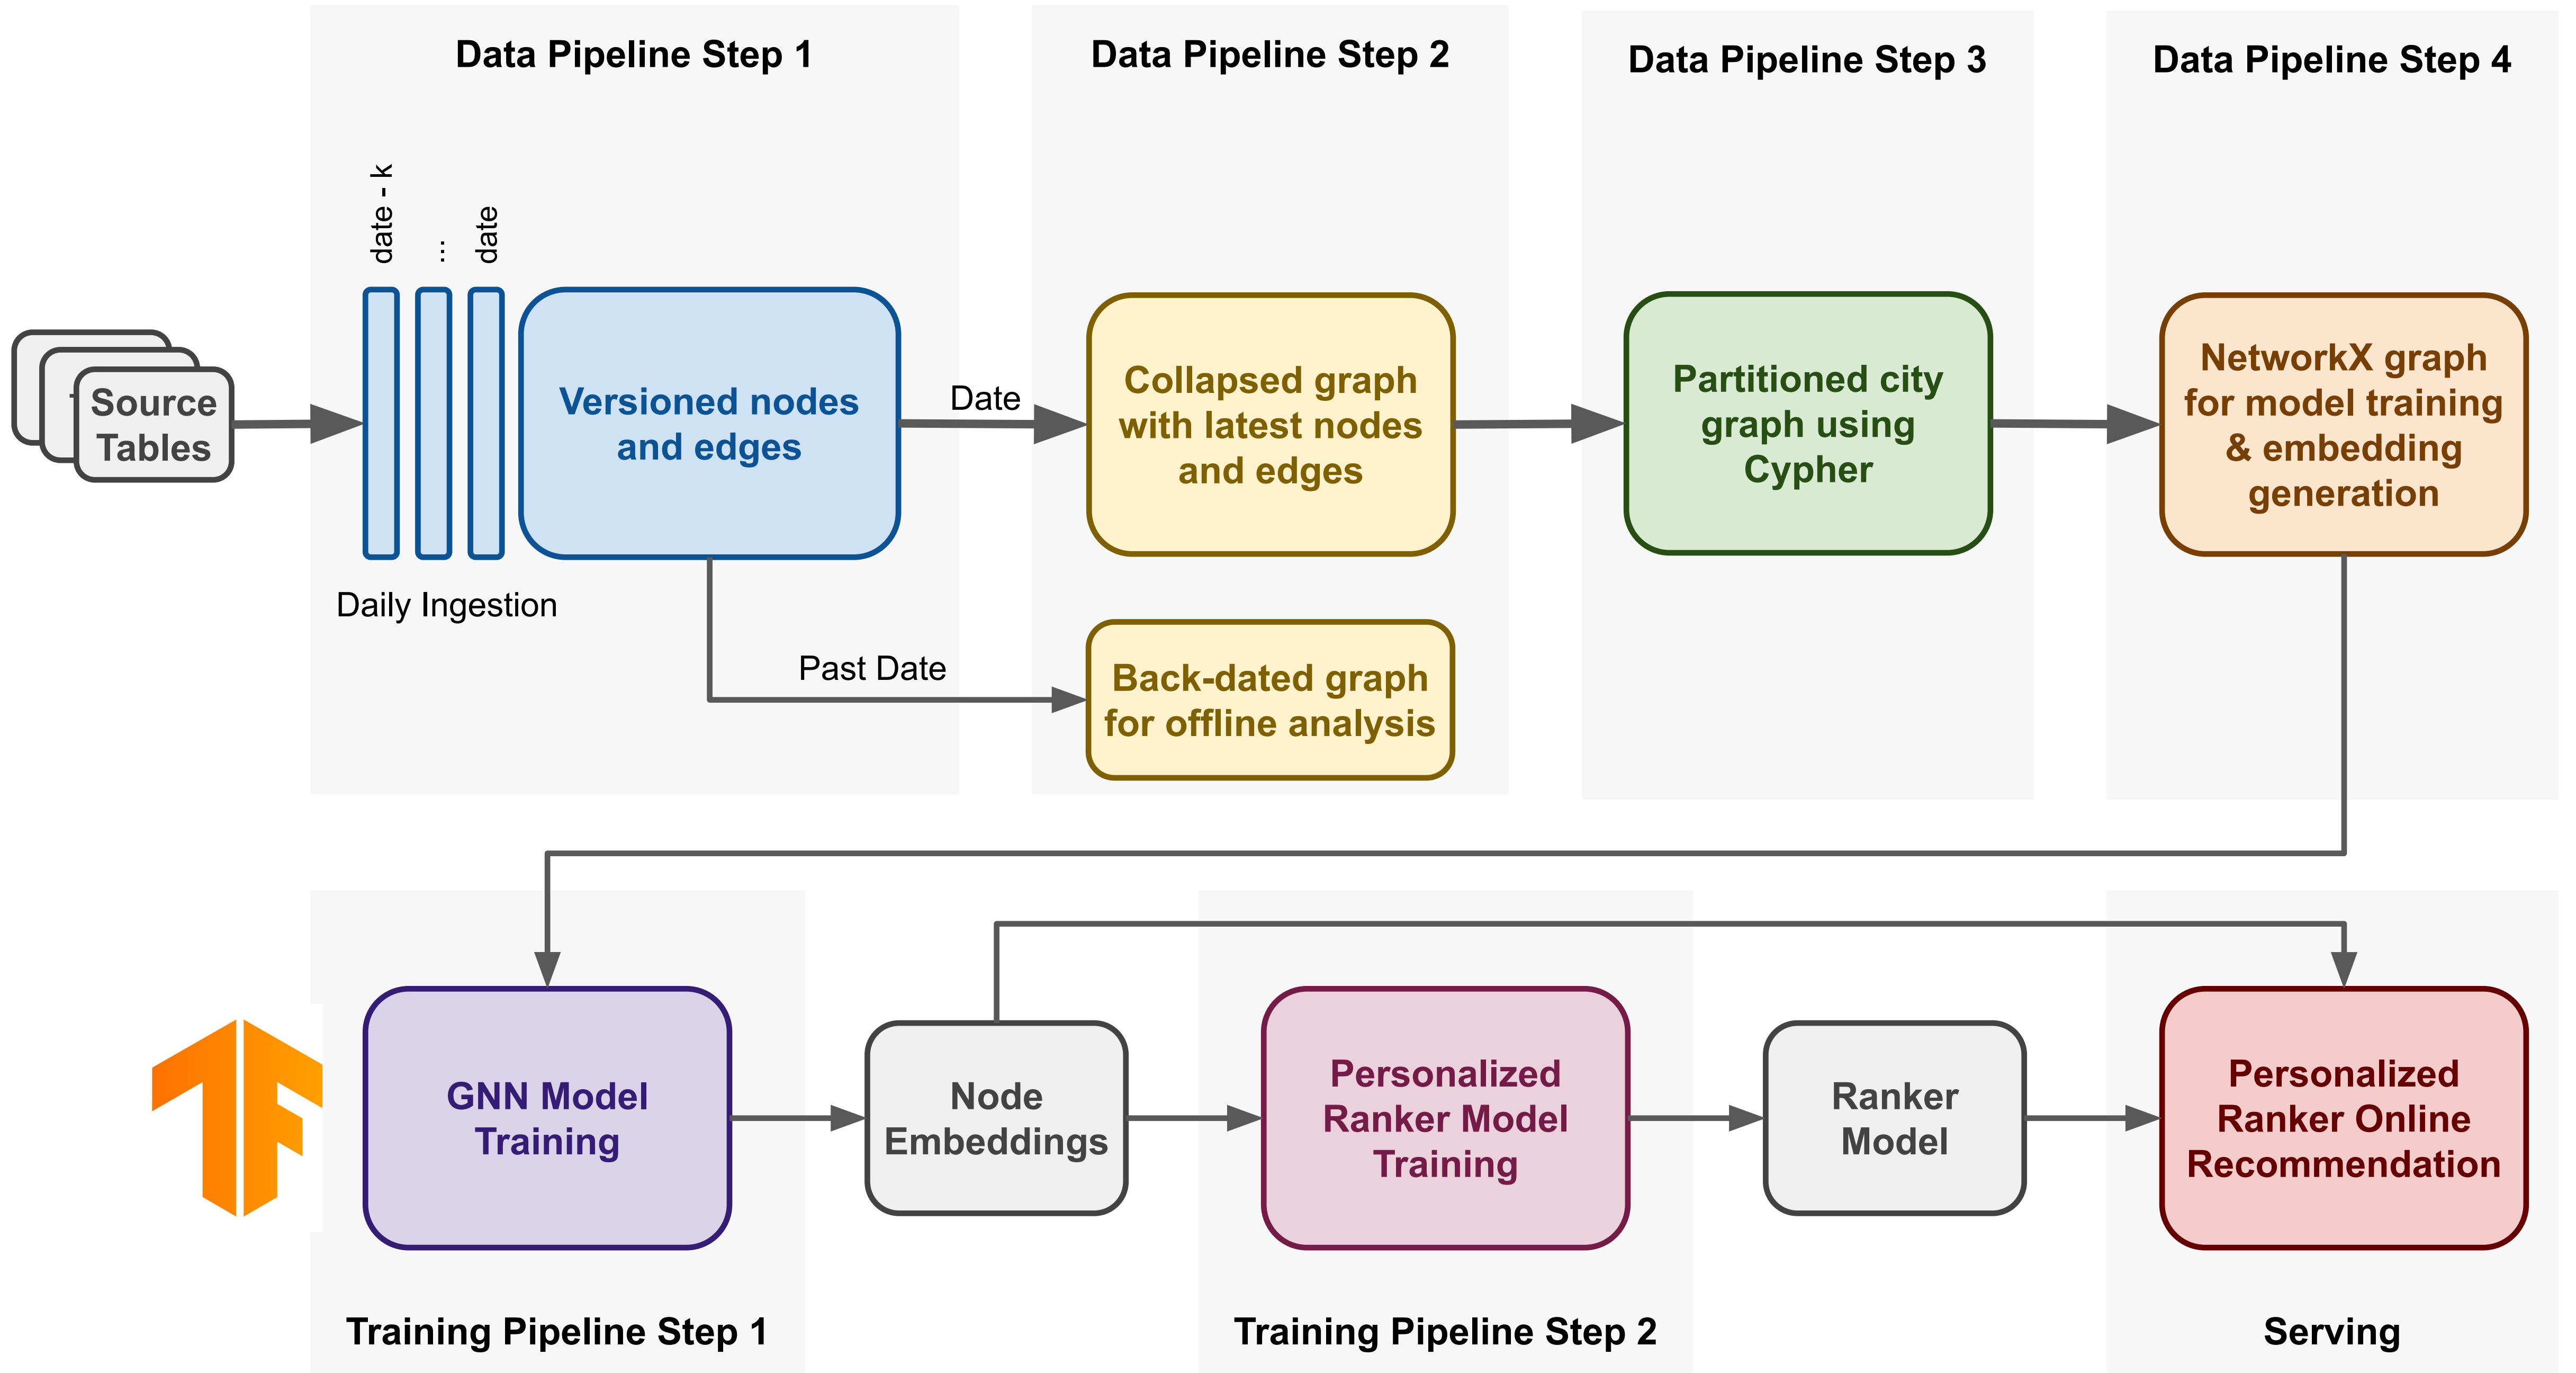 Data Pipeline Step 1
Data Pipeline Step 2
Data Pipeline Step 3
Data Pipeline Step 4
date - k
...
date
Source
Tables
Versioned nodes
and edges
Date
Collapsed graph
with latest nodes
and edges
Partitioned city
graph using
Cypher
NetworkX graph
for model training
& embedding
generation
Daily Ingestion
Past Date
Back-dated graph
for offline analysis
GNN Model
Training
Node
Embeddings
Personalized
Ranker Model
Training
Ranker
Model
Personalized
Ranker Online
Recommendation
Training Pipeline Step 1
Training Pipeline Step 2
Serving